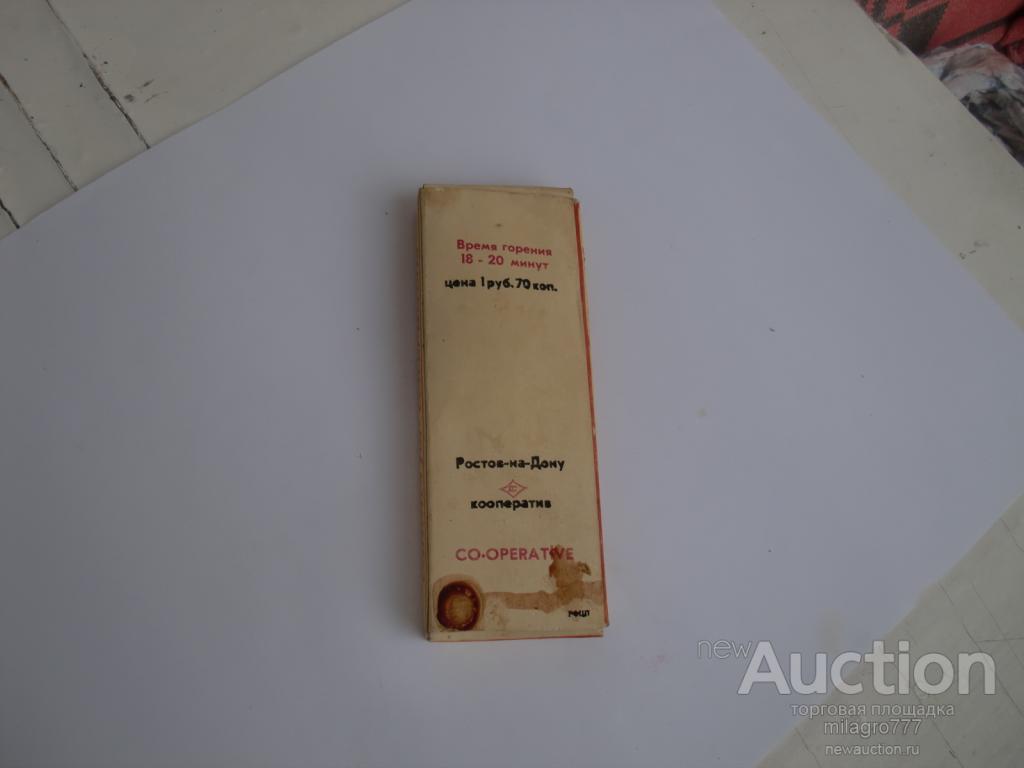 Время горения
18 - 20 минут
цена 1 руб. 70 коп.
Ростов-на-Дону
кооператив
CO-OPERATIVE
newAuction
торговая площадка
milagro777
newauction.ru